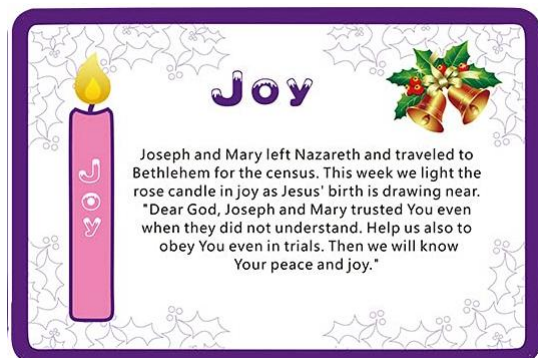 Joy
JOY
Joseph and Mary left Nazareth and traveled to
Bethlehem for the census. This week we light the
rose candle in joy as Jesus' birth is drawing near.
"Dear God, Joseph and Mary trusted You even
when they did not understand. Help us also to
obey You even in trials. Then we will know
Your peace and joy."